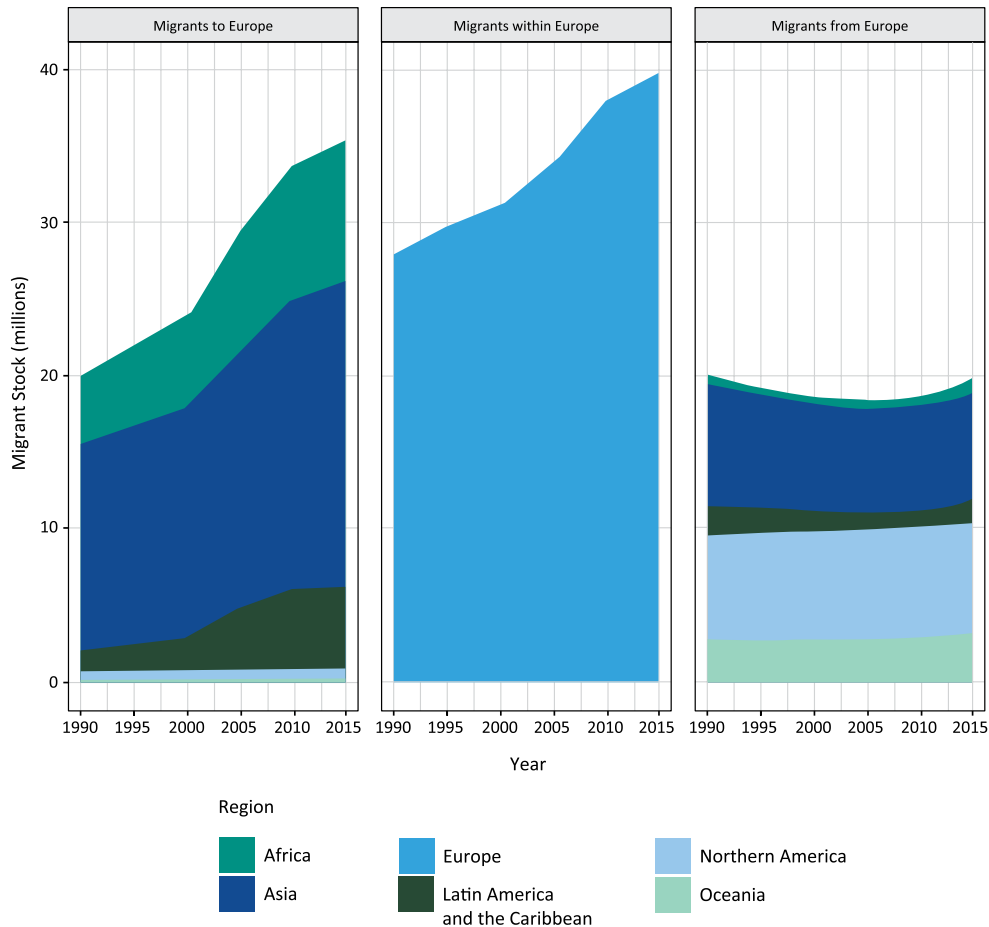 Migrants to Europe
Migrants within Europe
Migrants from Europe
Migrant Stock (millions)
40
30
20
10
0
1990 1995 2000 2005 2010 2015
1990 1995 2000 2005 2010 2015
1990 1995 2000 2005 2010 2015
Year
Region
Africa
Europe
Northern America
Asia
Latin America
and the Caribbean
Oceania